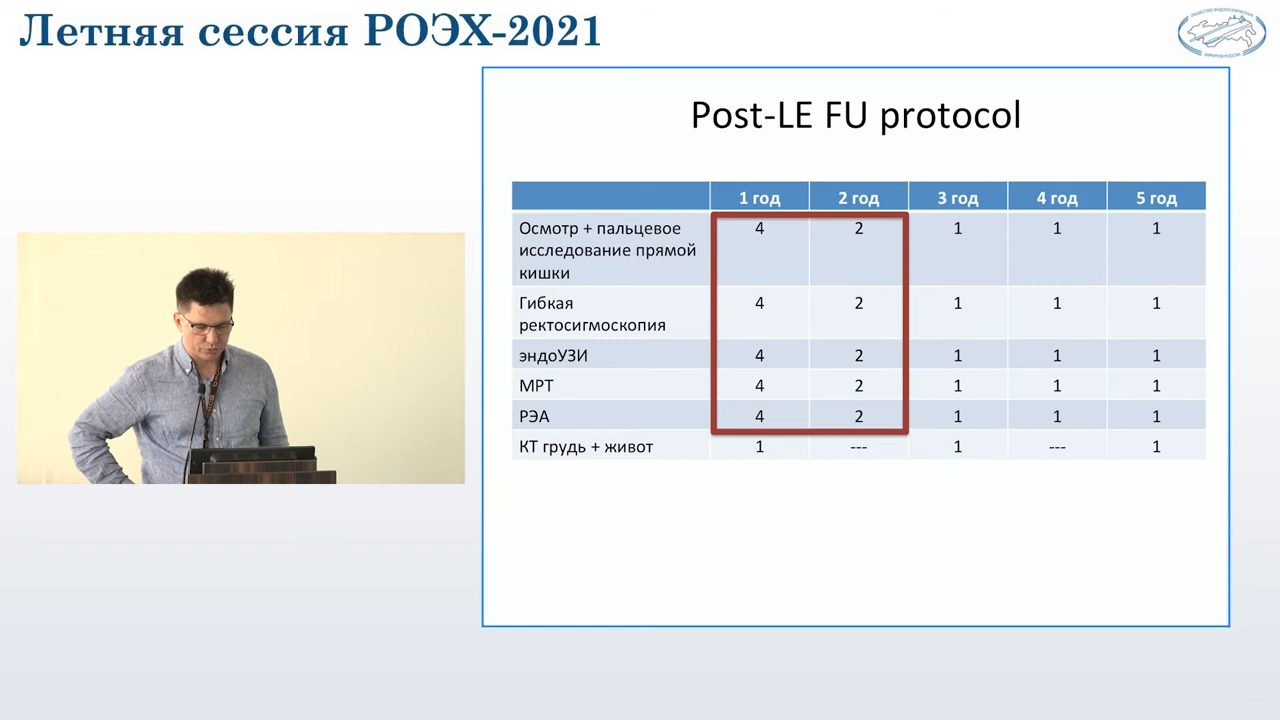 Летняя сессия РОЭХ-2021
Post-LE FU protocol
1 год 2 год 3 год 4 год 5 год
Осмотр + пальцевое исследование прямой кишки 4 2 1 1 1
Гибкая ректосигмоскопия 4 2 1 1 1
эндоУЗИ 4 2 1 1 1
МРТ 4 2 1 1 1
РЭА 4 2 1 1 1
КТ грудь + живот 1 --- 1 --- 1